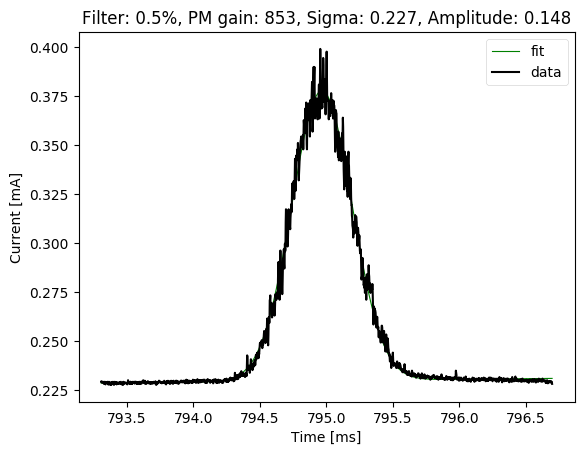 Filter: 0.5%, PM gain: 853, Sigma: 0.227, Amplitude: 0.148
fit
data
Current [mA]
0.400
0.375
0.350
0.325
0.300
0.275
0.250
0.225
793.5 794.0 794.5 795.0 795.5 796.0 796.5
Time [ms]